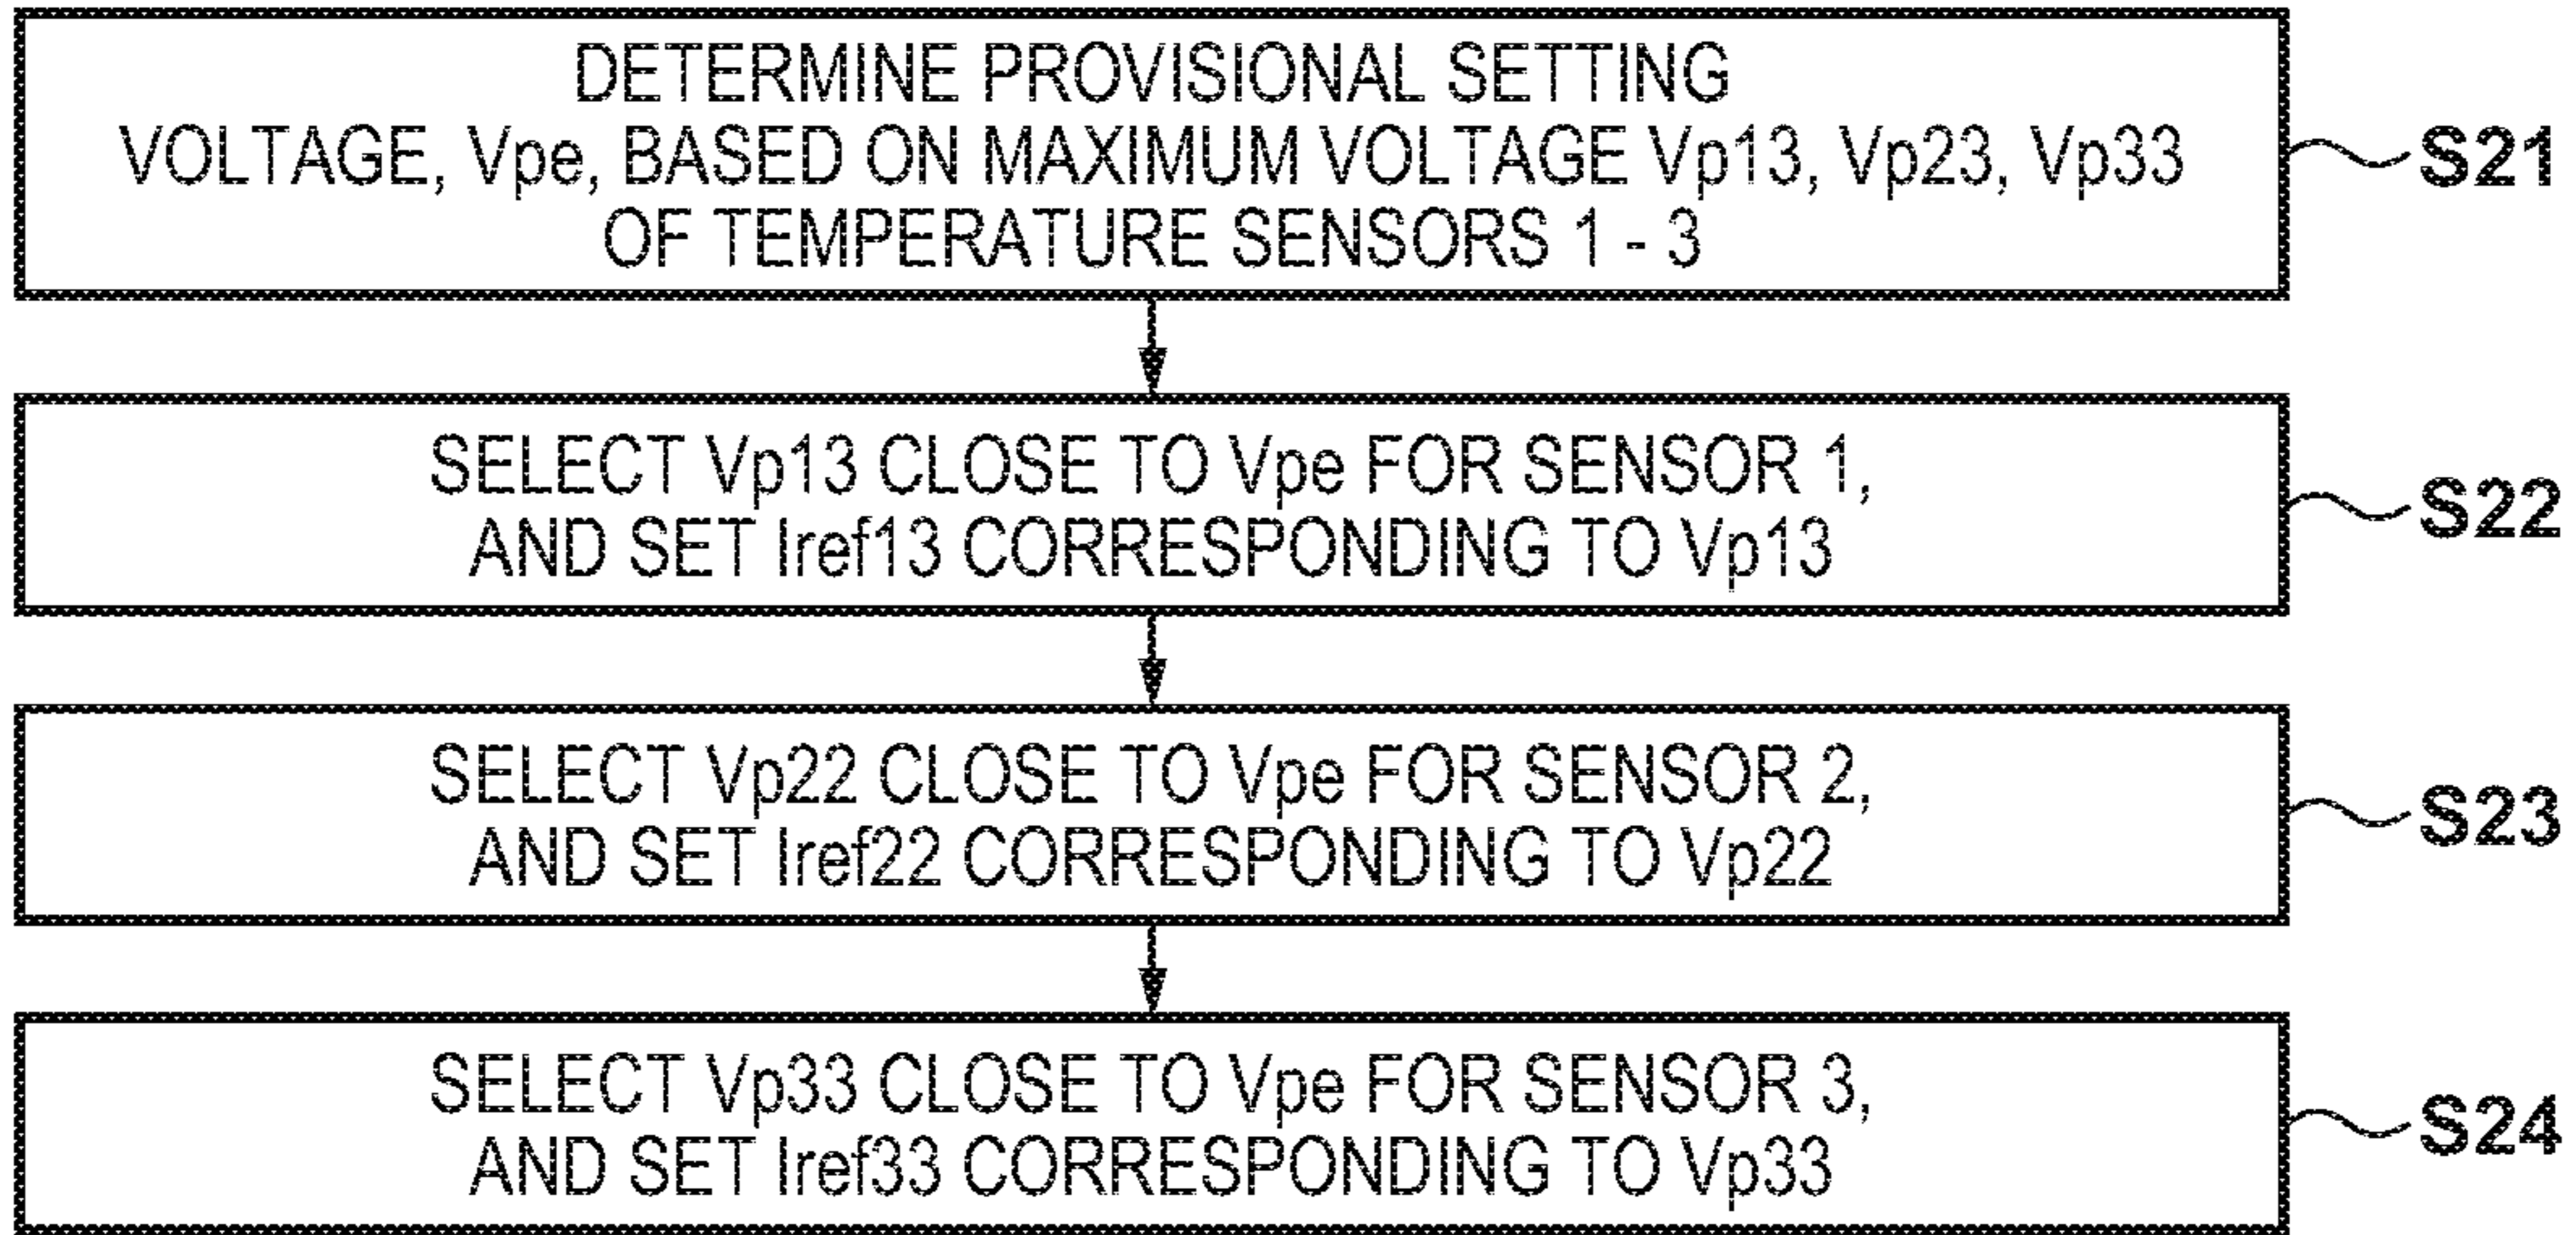 DETERMINE PROVISIONAL SETTING
VOLTAGE, Vpe, BASED ON MAXIMUM VOLTAGE Vp13, Vp23, Vp33
OF TEMPERATURE SENSORS 1 - 3
S21
SELECT Vp13 CLOSE TO Vpe FOR SENSOR 1,
AND SET Iref13 CORRESPONDING TO Vp13
S22
SELECT Vp22 CLOSE TO Vpe FOR SENSOR 2,
AND SET Iref22 CORRESPONDING TO Vp22
S23
SELECT Vp33 CLOSE TO Vpe FOR SENSOR 3,
AND SET Iref33 CORRESPONDING TO Vp33
S24